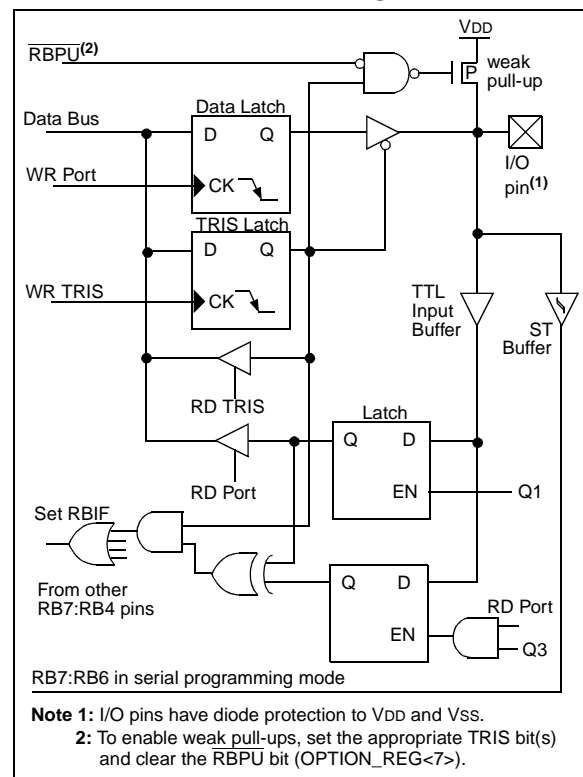 VDD
RBPU(2)
P
weak
pull-up
Data Latch
Data Bus
D
Q
I/O
pin(1)
WR Port
CK
TRIS Latch
D
Q
WR TRIS
CK
TTL
Input
Buffer
ST
Buffer
RD TRIS
Latch
Q
D
RD Port
EN
Q1
Set RBIF
From other
RB7:RB4 pins
Q
D
RD Port
EN
Q3
RB7:RB6 in serial programming mode
Note 1: I/O pins have diode protection to VDD and VSS.
2: To enable weak pull-ups, set the appropriate TRIS bit(s)
and clear the RBPU bit (OPTION_REG<7>).